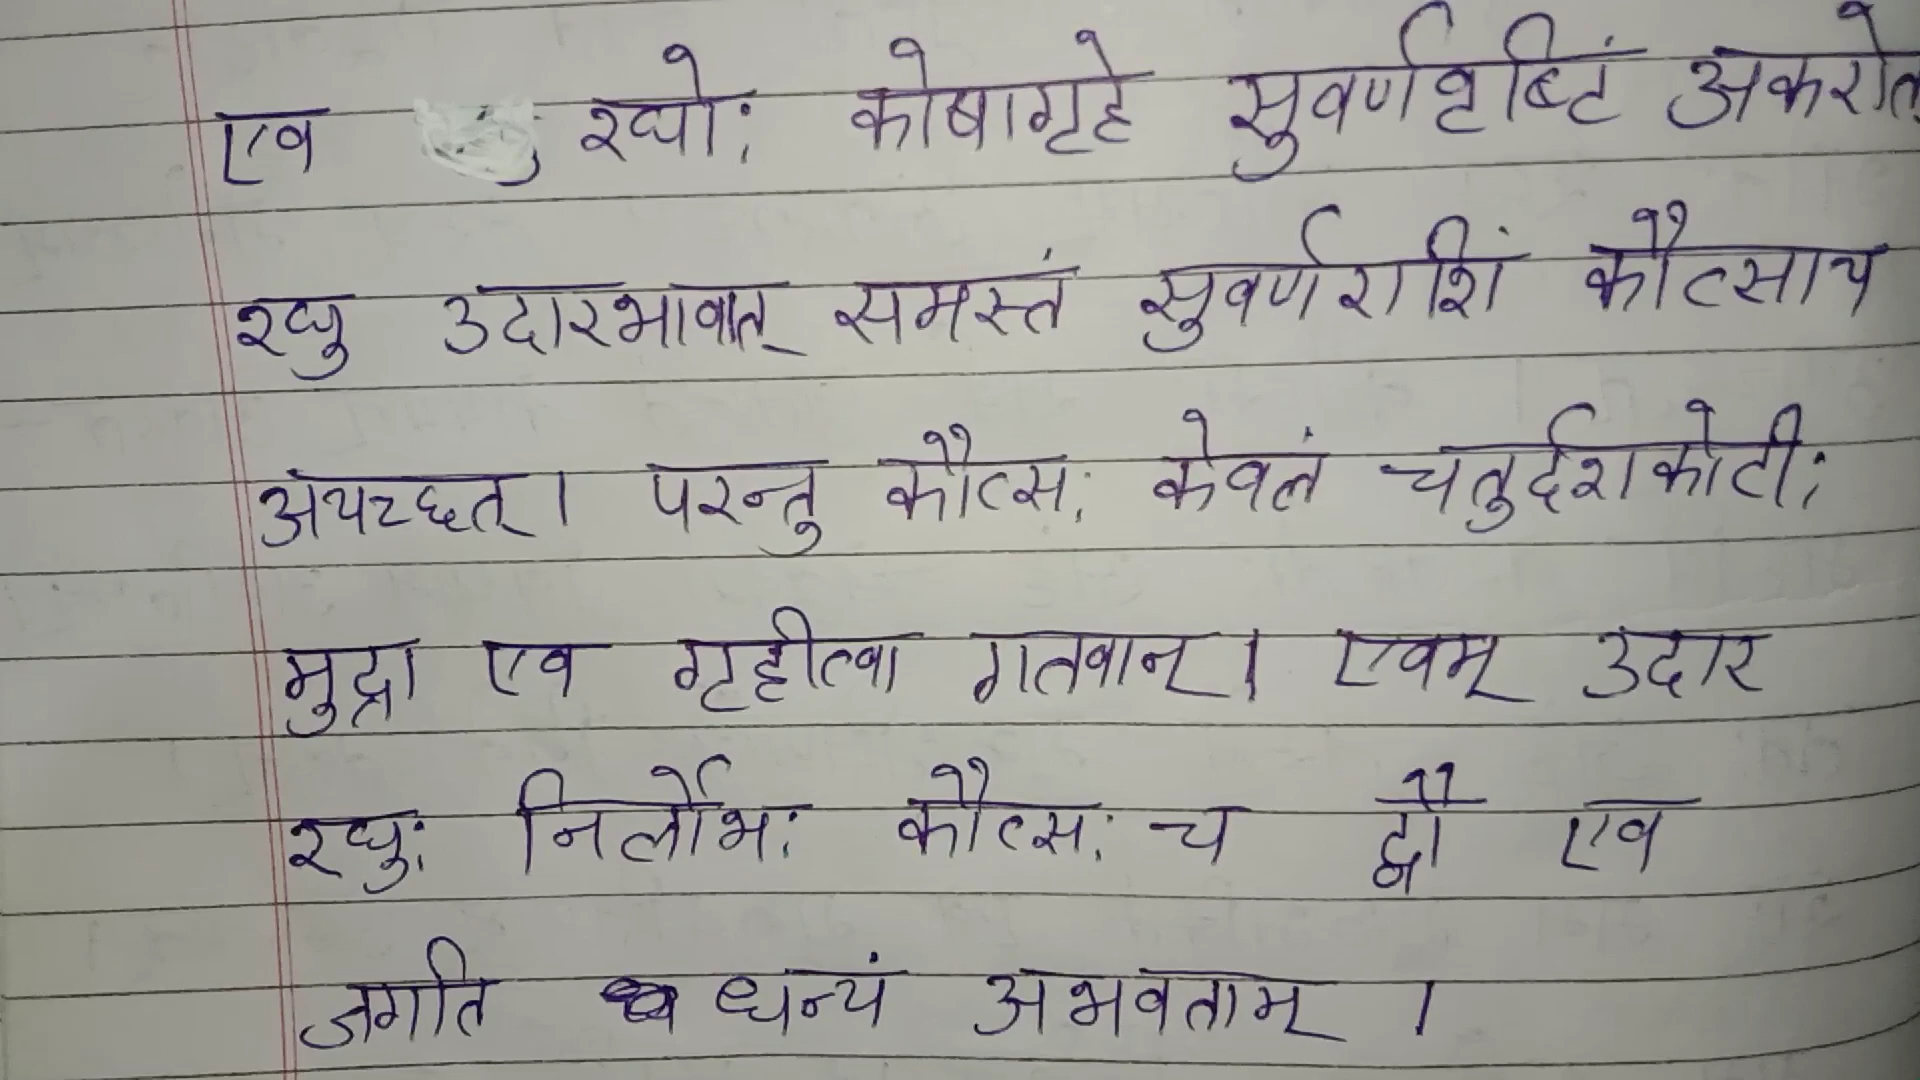 एव रघोः कोषागृहे सुवर्णवृष्टिं अकरोत्
रघु उदारभावात् समस्तं सुवर्णराशिं कौत्साय
अयच्छत् । परन्तु कौत्सः केवलं चतुर्दशकोटीः
मुद्रा एव गृहीत्वा गतवान् । एवम् उदार
रघुः निर्लोभः कौत्सः च द्वौ एव
जगति धन्यं अभवताम् ।